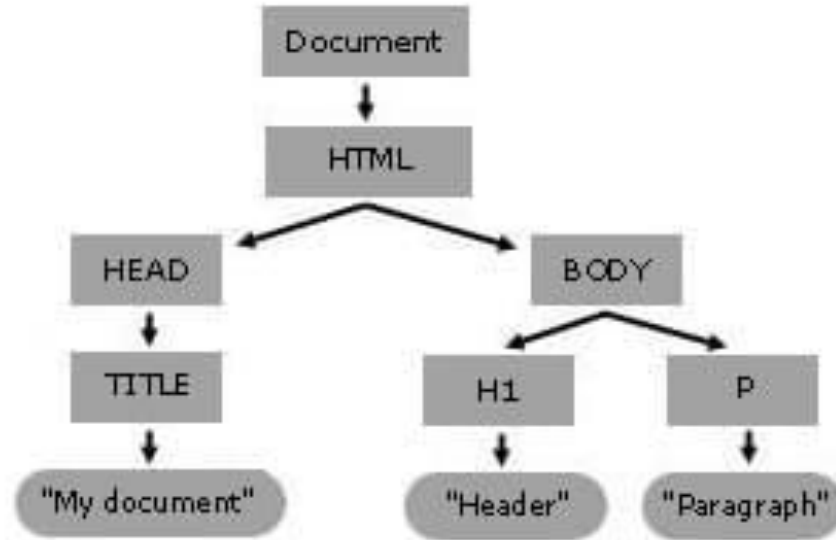 Document
HTML
HEAD
BODY
TITLE
H1
P
"My document"
"Header"
"Paragraph"